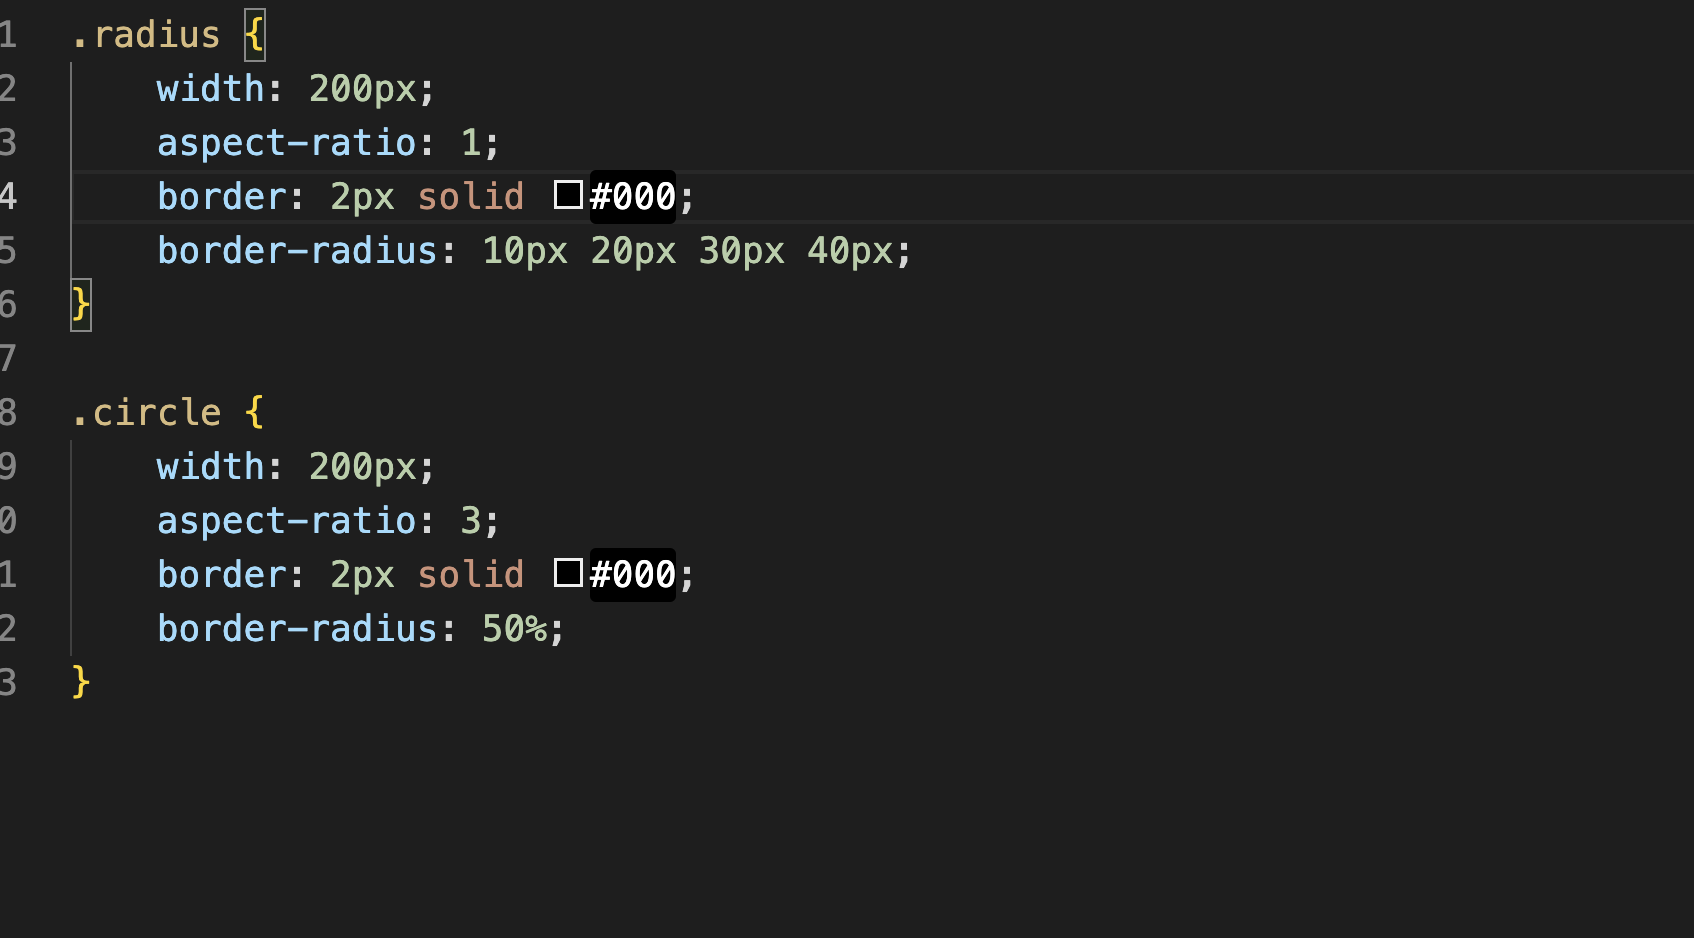 1 .radius {
2 width: 200px;
3 aspect-ratio: 1;
4 border: 2px solid #000;
5 border-radius: 10px 20px 30px 40px;
6 }
7
8 .circle {
9 width: 200px;
0 aspect-ratio: 3;
1 border: 2px solid #000;
2 border-radius: 50%;
3 }